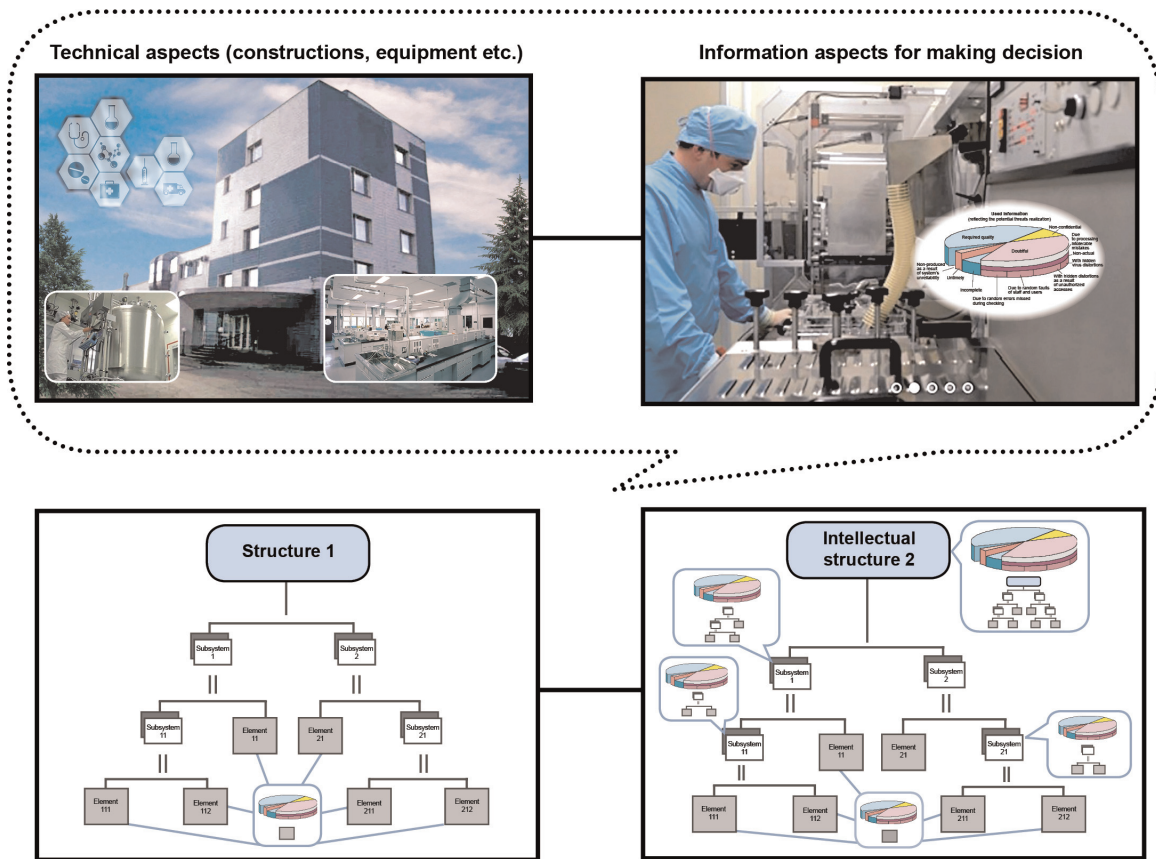 Technical aspects (constructions, equipment etc.)
Information aspects for making decision
Used information
(reflecting the potential threats realization)
Required quality
Non-confidential
Doubtful
Due
to processing
intolerable
mistakes
Non-actual
With hidden
virus distortions
With hidden distortions
as a result
of unauthorized
accesses
Due to random faults
of staff and users
Due to random errors missed
during checking
Incomplete
Untimely
Non-produced
as a result
of system's
unreliability
Structure 1
Subsystem
1
Subsystem
2
Subsystem
11
Element
11
Element
21
Subsystem
21
Element
111
Element
112
Element
211
Element
212
Intellectual
structure 2
Subsystem
1
Subsystem
2
Subsystem
11
Element
11
Element
21
Subsystem
21
Element
111
Element
112
Element
211
Element
212